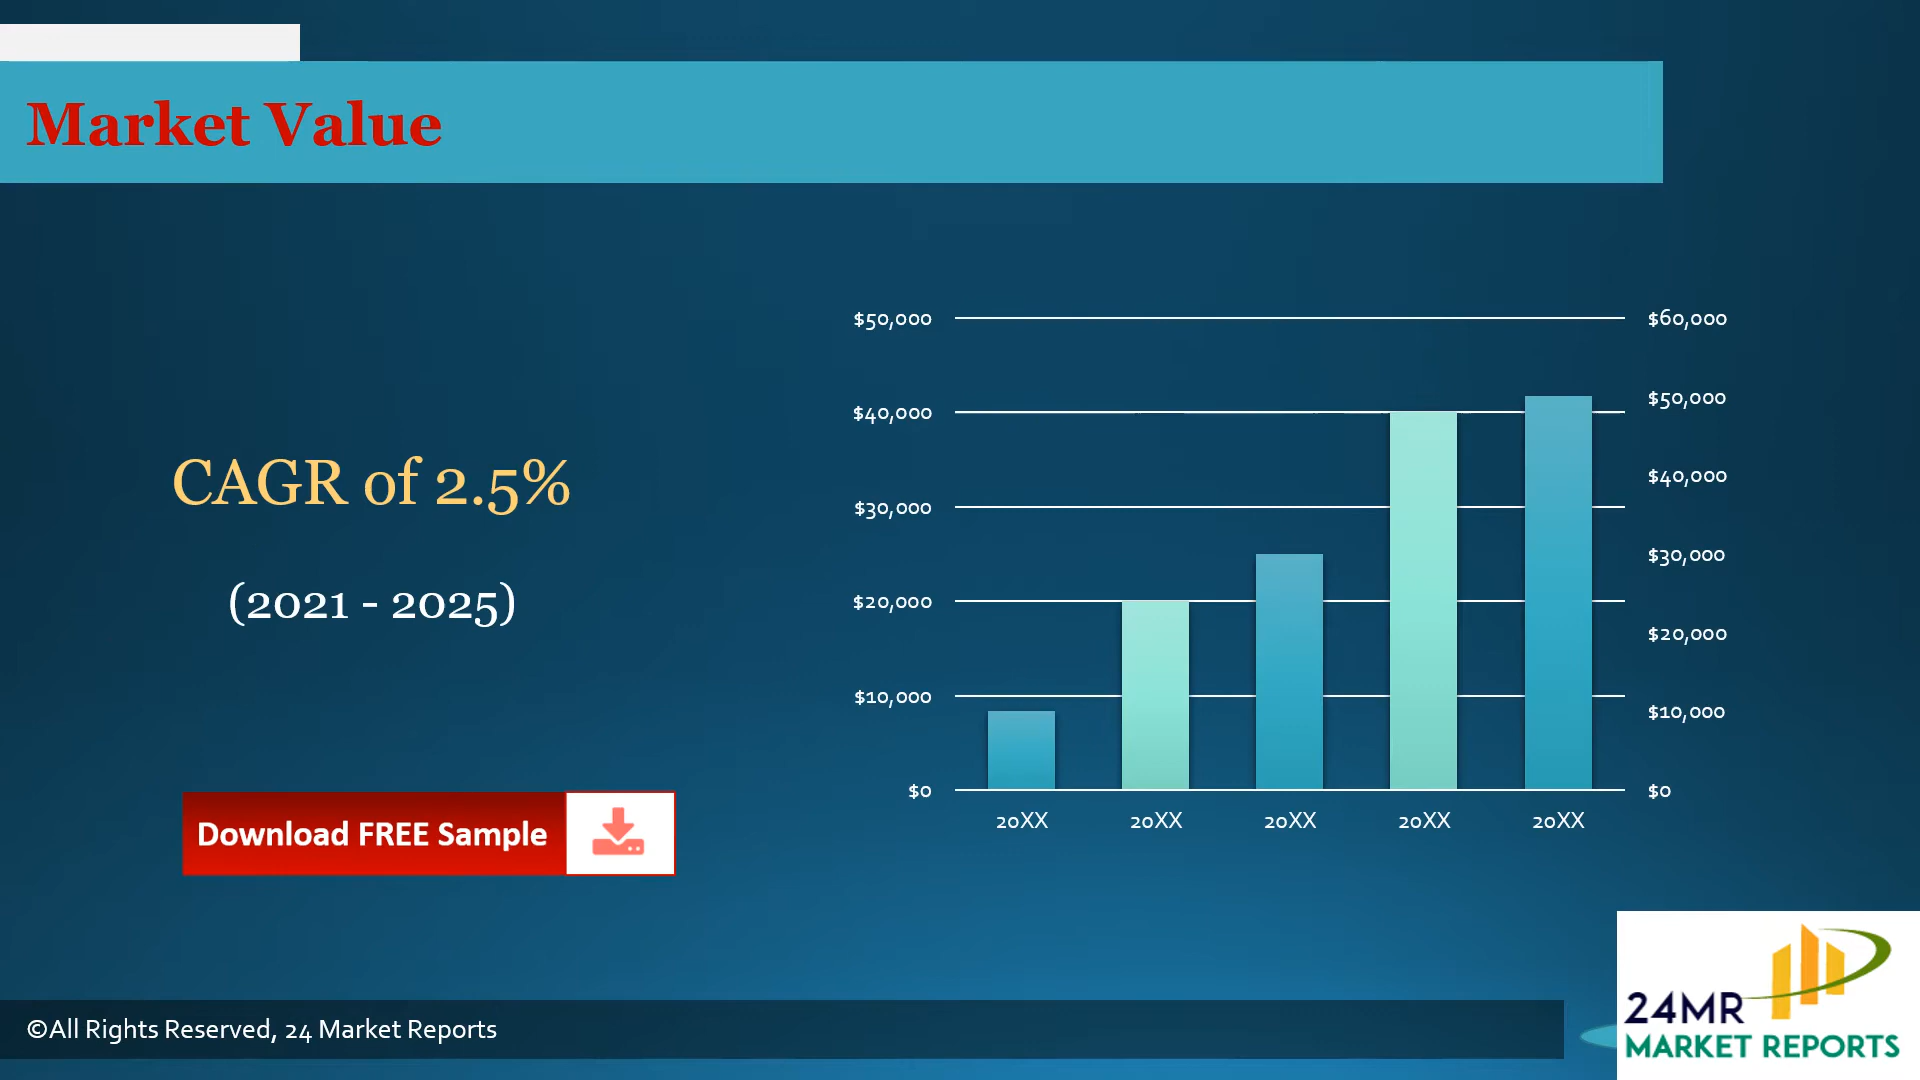 Market Value
CAGR of 2.5%
(2021 - 2025)
Download FREE Sample
$50,000
$40,000
$30,000
$20,000
$10,000
$0
$60,000
$50,000
$40,000
$30,000
$20,000
$10,000
$0
20XX 20XX 20XX 20XX 20XX
©All Rights Reserved, 24 Market Reports
24MR
MARKET REPORTS